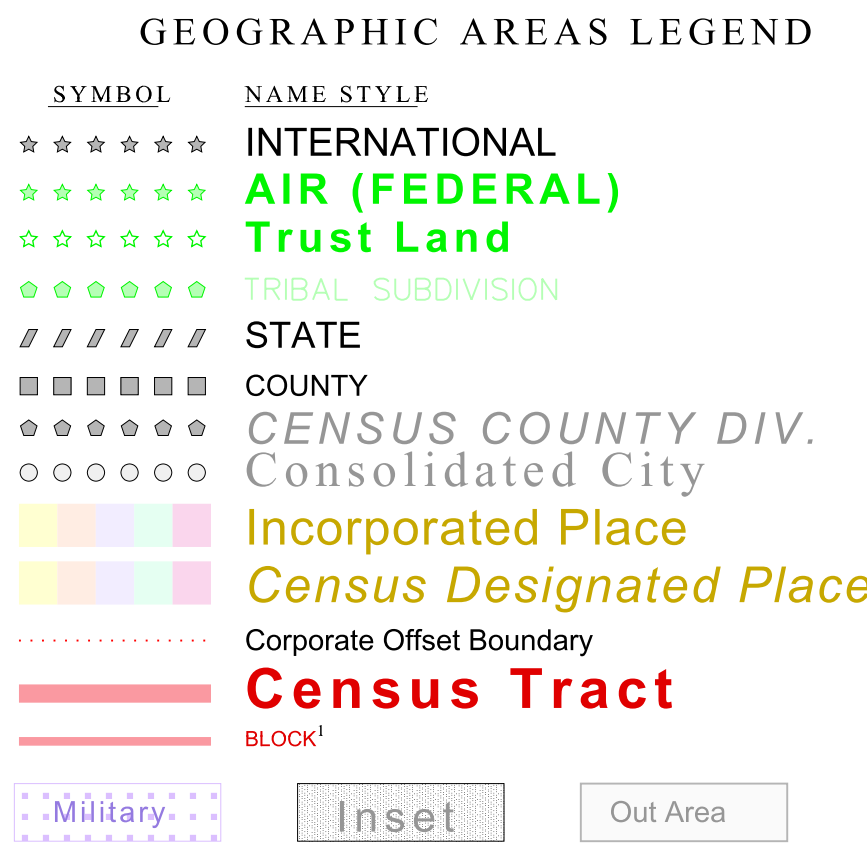 GEOGRAPHIC AREAS LEGEND
SYMBOL NAME STYLE
INTERNATIONAL
AIR (FEDERAL)
Trust Land
TRIBAL SUBDIVISION
STATE
COUNTY
CENSUS COUNTY DIV.
Consolidated City
Incorporated Place
Census Designated Place
Corporate Offset Boundary
Census Tract
BLOCK¹
Military Inset Out Area